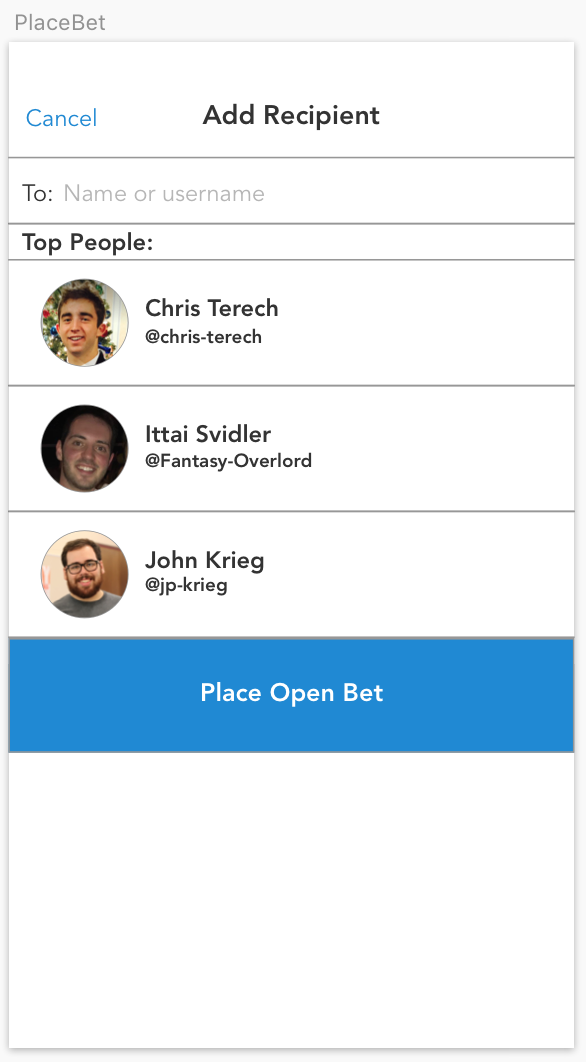 PlaceBet
Cancel
Add Recipient
To: Name or username
Top People:
Chris Terech
@chris-terech
Ittai Svidler
@Fantasy-Overlord
John Krieg
@jp-krieg
Place Open Bet